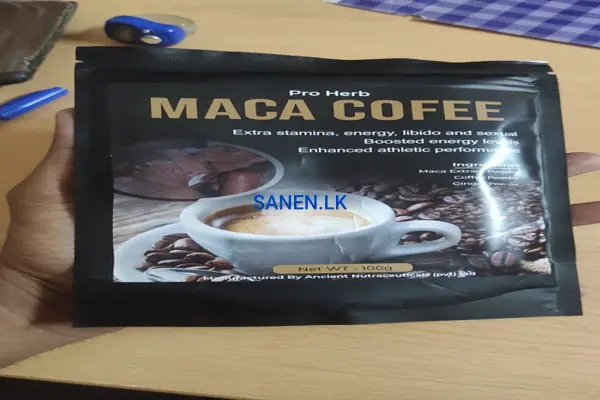 Pro Herb
MACA COFEE
Extra stamina, energy, libido and sexual
Boosted energy levels
Enhanced athletic performance
Ingredients
Maca Extract Powder
Coffee Powder
Ginger Powder
SANEN.LK
Net WT - 100g
Manufactured By Ancient Nutraceuticals (pvt) ltd